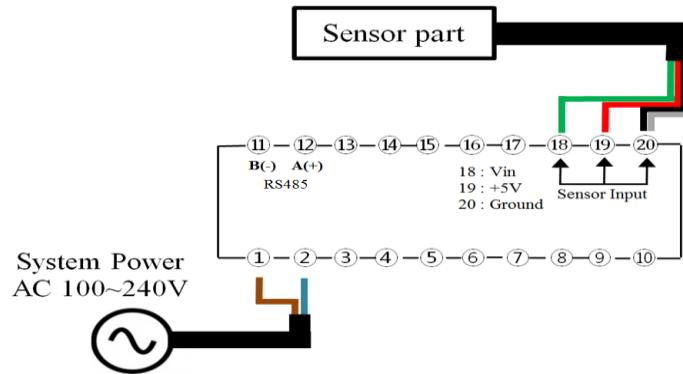 Sensor part
11 12 13 14 15 16 17 18 19 20
B(-) A(+)
RS485
18 : Vin
19 : +5V
20 : Ground
Sensor Input
System Power
AC 100~240V
1 2 3 4 5 6 7 8 9 10